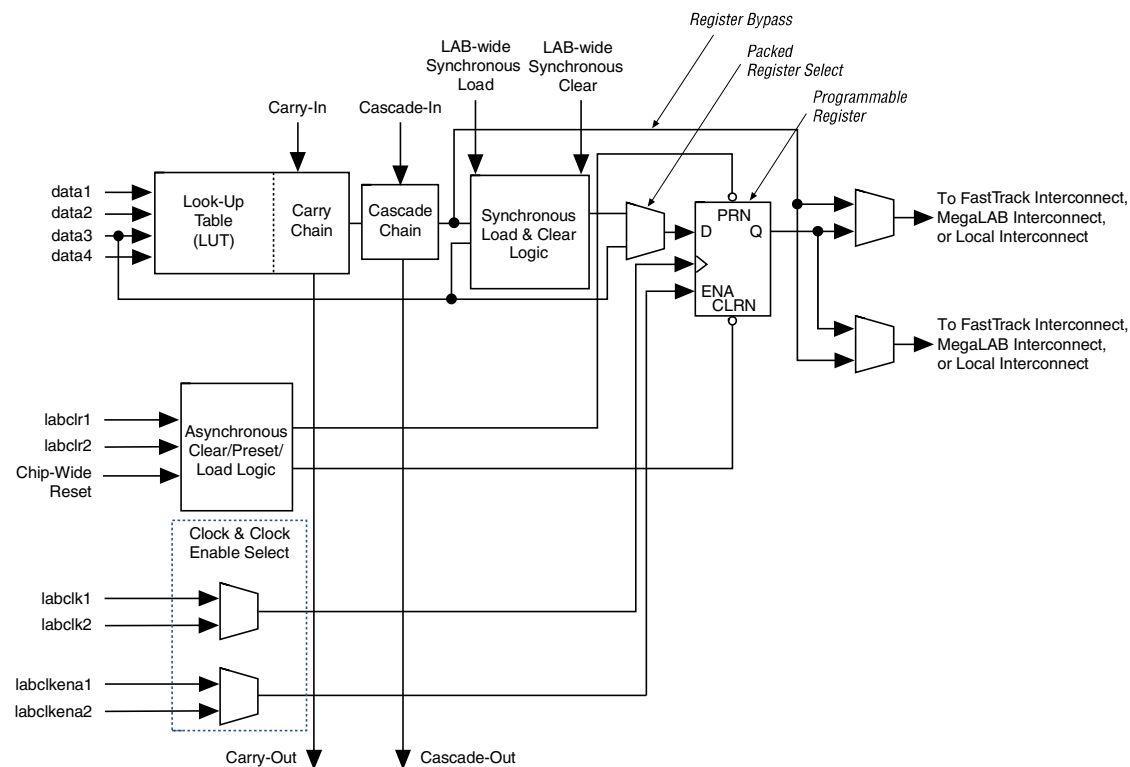 Register Bypass
Packed
Register Select
Programmable
Register
LAB-wide
Synchronous
Load
LAB-wide
Synchronous
Clear
Carry-In
Cascade-In
data1
data2
data3
data4
Look-Up
Table
(LUT)
Carry
Chain
Cascade
Chain
Synchronous
Load & Clear
Logic
PRN
D
Q
ENA
CLRN
To FastTrack Interconnect,
MegaLAB Interconnect,
or Local Interconnect
To FastTrack Interconnect,
MegaLAB Interconnect,
or Local Interconnect
labclr1
labclr2
Chip-Wide
Reset
Asynchronous
Clear/Preset/
Load Logic
Clock & Clock
Enable Select
labclk1
labclk2
labclkena1
labclkena2
Carry-Out
Cascade-Out